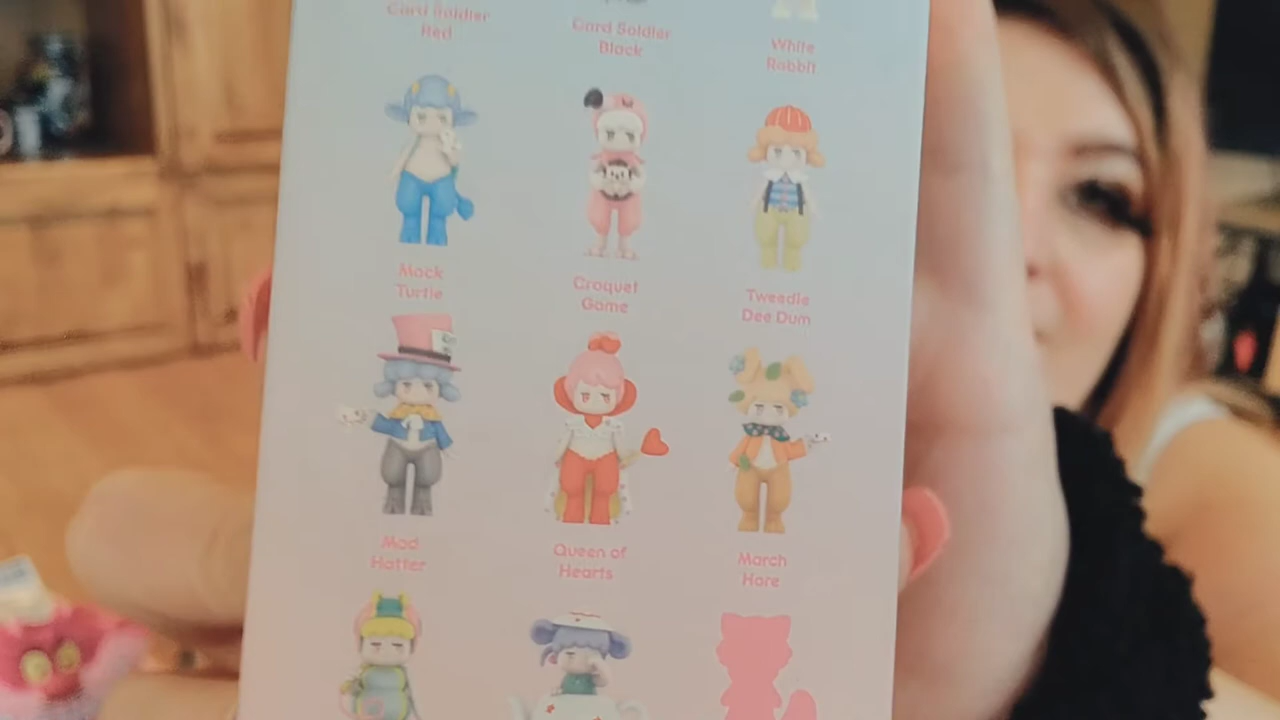 Card Soldier
Red
Card Soldier
Black
White
Rabbit
Mock
Turtle
Croquet
Game
Tweedle
Dee Dum
Mad
Hatter
Queen of
Hearts
March
Hare